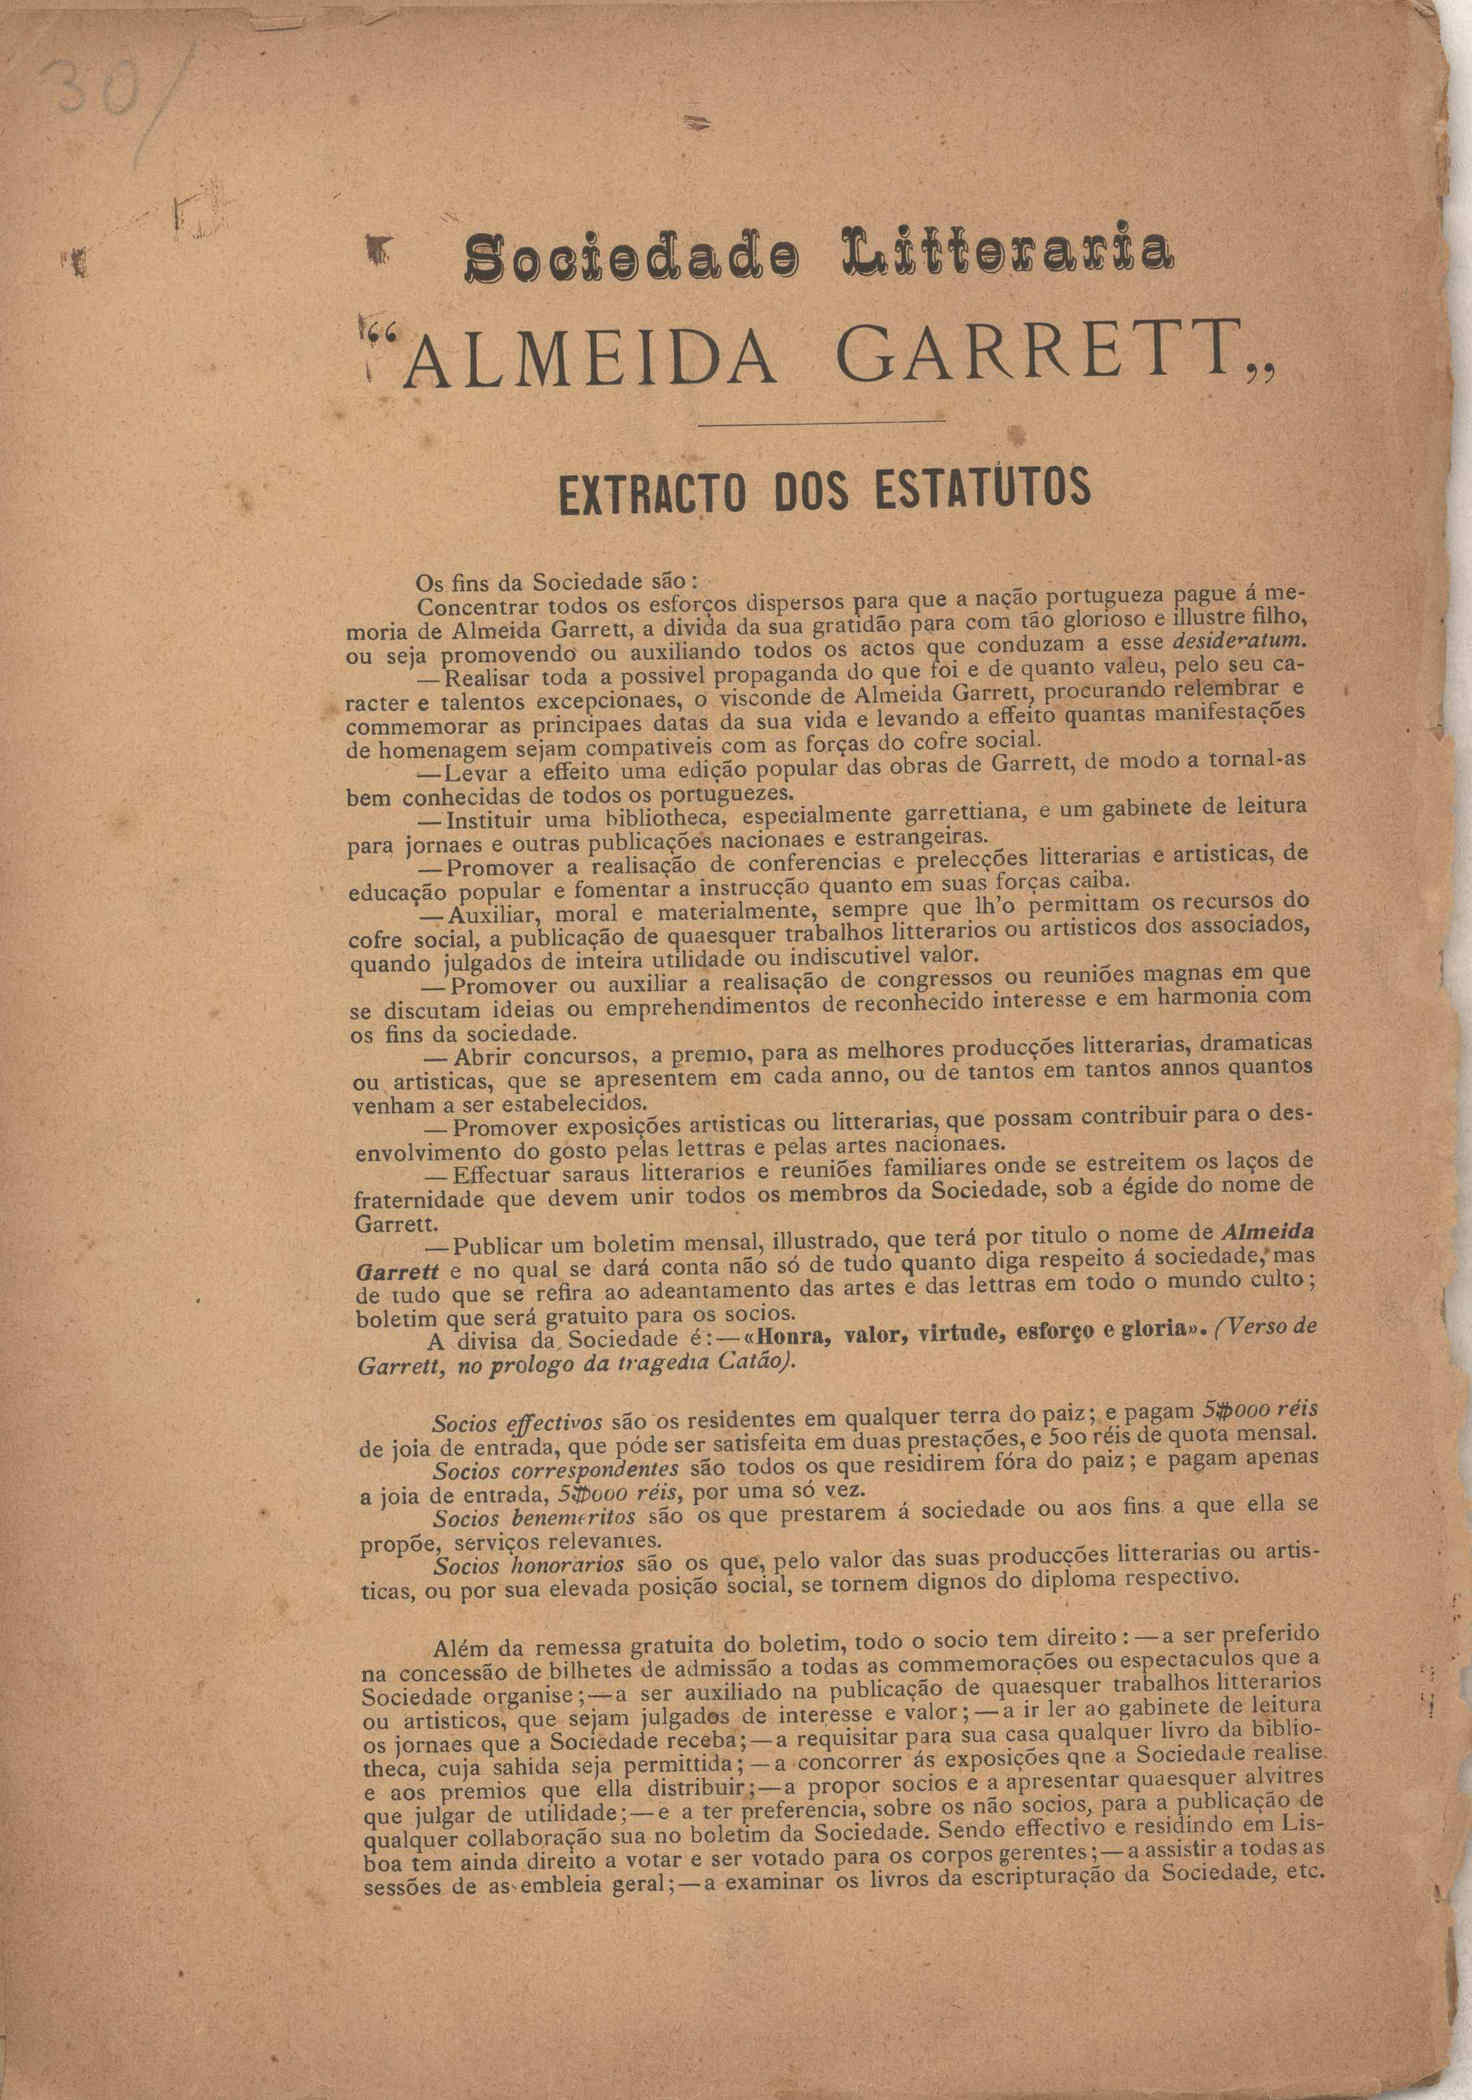 30/
Sociedade Litteraria
“ALMEIDA GARRETT„
EXTRACTO DOS ESTATUTOS
Os fins da Sociedade são:
Concentrar todos os esforços dispersos para que a nação portugueza pague á me-
moria de Almeida Garrett, a divida da sua gratidão para com tão glorioso e illustre filho,
ou seja promovendo ou auxiliando todos os actos que conduzam a esse desideratum.
—Realisar toda a possivel propaganda do que foi e de quanto valeu, pelo seu ca-
racter e talentos excepcionaes, o visconde de Almeida Garrett, procurando relembrar e
commemorar as principaes datas da sua vida e levando a effeito quantas manifestações
de homenagem sejam compativeis com as forças do cofre social.
—Levar a effeito uma edição popular das obras de Garrett, de modo a tornal-as
bem conhecidas de todos os portuguezes.
—Instituir uma bibliotheca, especialmente garrettiana, e um gabinete de leitura
para jornaes e outras publicações nacionaes e estrangeiras.
—Promover a realisação de conferencias e prelecções litterarias e artisticas, de
educação popular e fomentar a instrucção quanto em suas forças caiba.
—Auxiliar, moral e materialmente, sempre que lh'o permittam os recursos do
cofre social, a publicação de quaesquer trabalhos litterarios ou artisticos dos associados,
quando julgados de inteira utilidade ou indiscutivel valor.
—Promover ou auxiliar a realisação de congressos ou reuniões magnas em que
se discutam ideias ou emprehendimentos de reconhecido interesse e em harmonia com
os fins da sociedade.
— Abrir concursos, a premio, para as melhores producções litterarias, dramaticas
ou artisticas, que se apresentem em cada anno, ou de tantos em tantos annos quantos
venham a ser estabelecidos.
—Promover exposições artisticas ou litterarias, que possam contribuir para o des-
envolvimento do gosto pelas lettras e pelas artes nacionaes.
—Effectuar saraus litterarios e reuniões familiares onde se estreitem os laços de
fraternidade que devem unir todos os membros da Sociedade, sob a égide do nome de
Garrett.
—Publicar um boletim mensal, illustrado, que terá por titulo o nome de Almeida
Garrett e no qual se dará conta não só de tudo quanto diga respeito á sociedade, mas
de tudo que se refira ao adeantamento das artes e das lettras em todo o mundo culto;
boletim que será gratuito para os socios.
A divisa da Sociedade é:—«Honra, valor, virtude, esforço e gloria». (Verso de
Garrett, no prologo da tragedia Catão).
Socios effectivos são os residentes em qualquer terra do paiz; e pagam 5$000 réis
de joia de entrada, que póde ser satisfeita em duas prestações, e 500 réis de quota mensal.
Socios correspondentes são todos os que residirem fóra do paiz; e pagam apenas
a joia de entrada, 5$000 réis, por uma só vez.
Socios benemeritos são os que prestarem á sociedade ou aos fins a que ella se
propõe, serviços relevantes.
Socios honorarios são os que, pelo valor das suas producções litterarias ou artis-
ticas, ou por sua elevada posição social, se tornem dignos do diploma respectivo.
Além da remessa gratuita do boletim, todo o socio tem direito:—a ser preferido
na concessão de bilhetes de admissão a todas as commemorações ou espectaculos que a
Sociedade organise;—a ser auxiliado na publicação de quaesquer trabalhos litterarios
ou artisticos, que sejam julgados de interesse e valor;—a ir ler ao gabinete de leitura
os jornaes que a Sociedade receba;—a requisitar para sua casa qualquer livro da biblio-
theca, cuja sahida seja permittida;—a concorrer ás exposições qne a Sociedade realise
e aos premios que ella distribuir;—a propor socios e a apresentar quaesquer alvitres
que julgar de utilidade;—e a ter preferencia, sobre os não socios, para a publicação de
qualquer collaboração sua no boletim da Sociedade. Sendo effectivo e residindo em Lis-
boa tem ainda direito a votar e ser votado para os corpos gerentes;—a assistir a todas as
sessões de assembleia geral;—a examinar os livros da escripturação da Sociedade, etc.